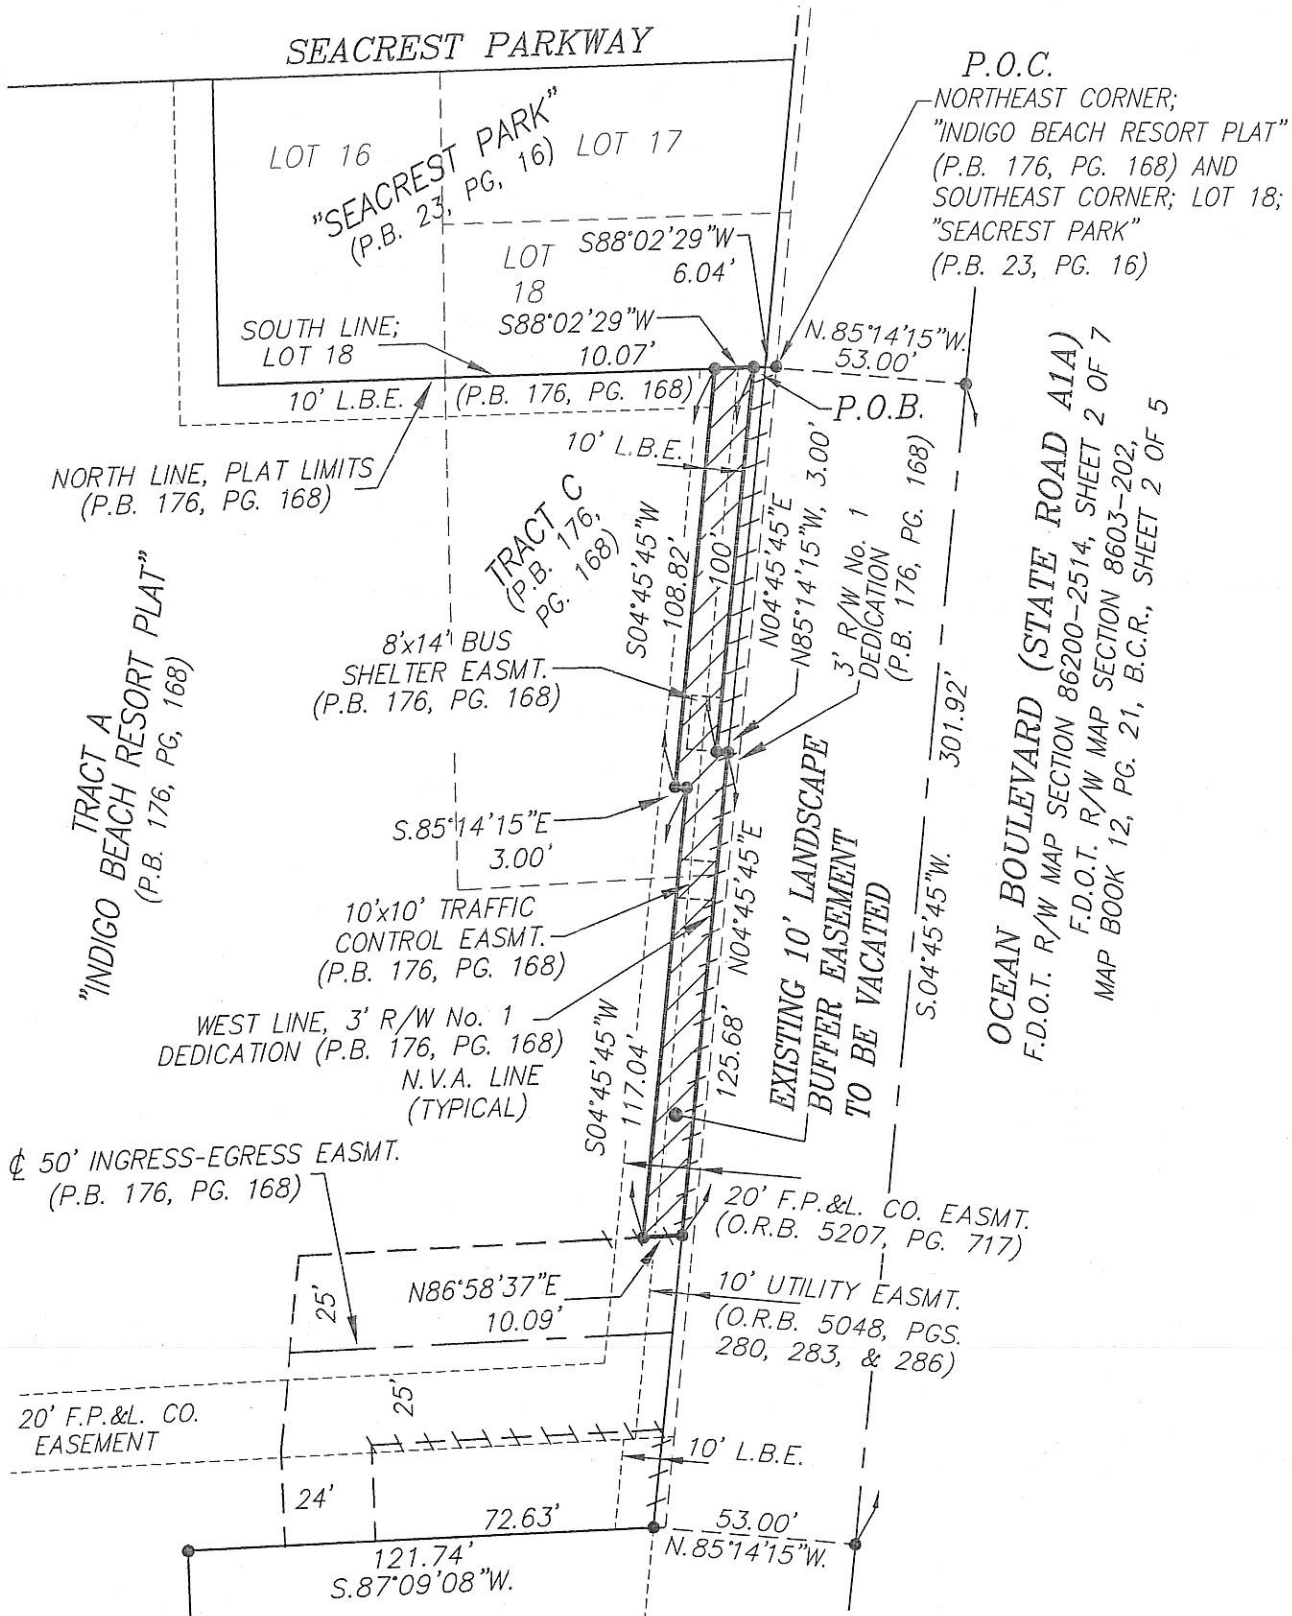 SEACREST PARKWAY
P.O.C.
NORTHEAST CORNER;
"INDIGO BEACH RESORT PLAT"
(P.B. 176, PG. 168) AND
SOUTHEAST CORNER; LOT 18;
"SEACREST PARK"
(P.B. 23, PG. 16)
LOT 16
"SEACREST PARK"
(P.B. 23, PG, 16)
LOT 17
LOT
18
S88°02'29"W
6.04'
SOUTH LINE;
LOT 18
S88°02'29"W
10.07'
N.85°14'15"W.
53.00'
10' L.B.E.
(P.B. 176, PG. 168)
P.O.B.
NORTH LINE, PLAT LIMITS
(P.B. 176, PG. 168)
10' L.B.E.
TRACT C
(P.B. 176,
PG. 168)
S04°45'45"W
108.82'
100'
N04°45'45"E
N85°14'15"W, 3.00'
3' R/W No. 1
DEDICATION
(P.B. 176, PG. 168)
8'x14' BUS
SHELTER EASMT.
(P.B. 176, PG. 168)
TRACT A
"INDIGO BEACH RESORT PLAT"
(P.B. 176, PG, 168)
S.85°14'15"E
3.00'
10'x10' TRAFFIC
CONTROL EASMT.
(P.B. 176, PG. 168)
WEST LINE, 3' R/W No. 1
DEDICATION (P.B. 176, PG. 168)
N.V.A. LINE
(TYPICAL)
S04°45'45"W
117.04'
N04°45'45"E
125.68'
EXISTING 10' LANDSCAPE
BUFFER EASEMENT
TO BE VACATED
S.04°45'45"W.
301.92'
OCEAN BOULEVARD (STATE ROAD A1A)
F.D.O.T. R/W MAP SECTION 86200-2514, SHEET 2 OF 7
F.D.O.T. R/W MAP SECTION 8603-202,
MAP BOOK 12, PG. 21, B.C.R., SHEET 2 OF 5
℄ 50' INGRESS-EGRESS EASMT.
(P.B. 176, PG. 168)
20' F.P.&L. CO. EASMT.
(O.R.B. 5207, PG. 717)
N86°58'37"E
10.09'
10' UTILITY EASMT.
(O.R.B. 5048, PGS.
280, 283, & 286)
25'
25'
20' F.P.&L. CO.
EASEMENT
10' L.B.E.
24'
72.63'
121.74'
S.87°09'08"W.
53.00'
N.85°14'15"W.